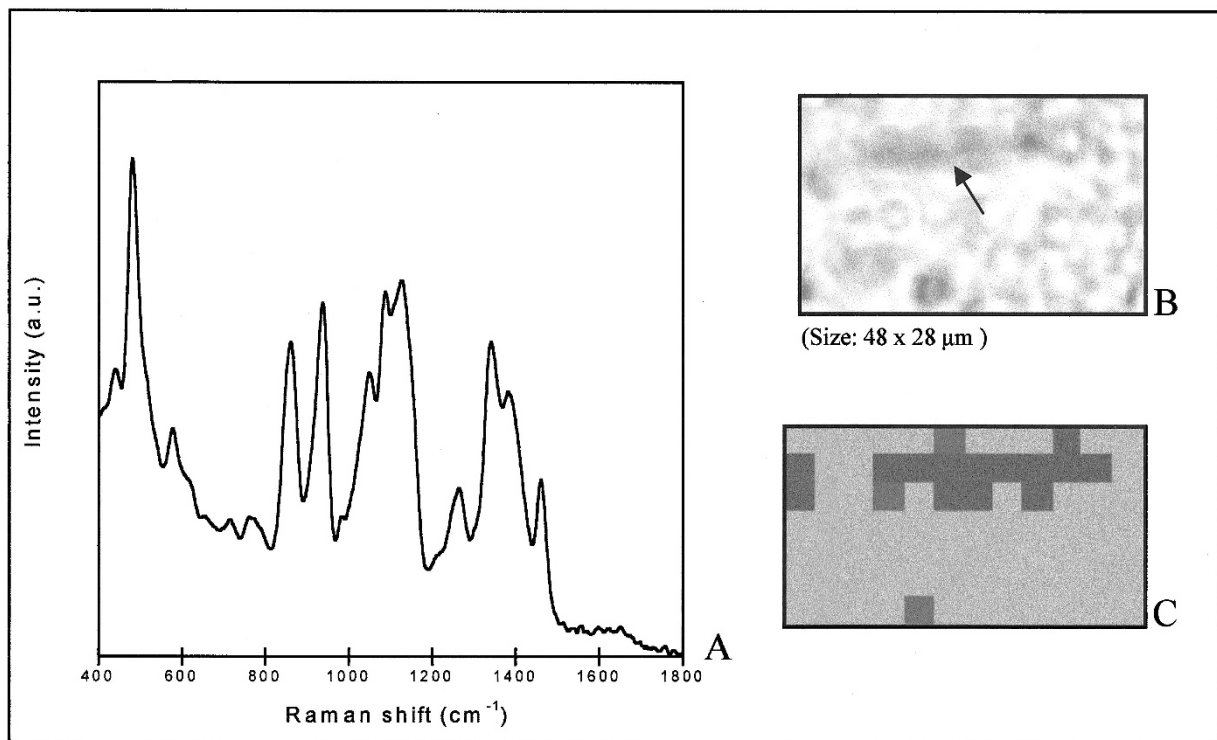 Intensity (a.u.)
400 600 800 1000 1200 1400 1600 1800
Raman shift (cm⁻¹)
A
B
(Size: 48 x 28 µm )
C